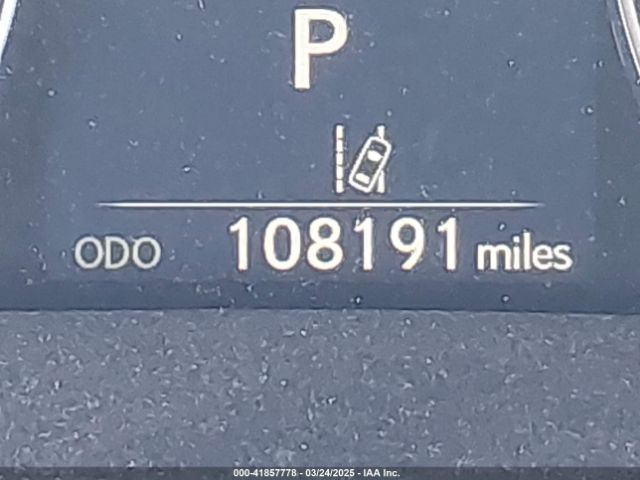 P
ODO 108191 miles
000-41857778 - 03/24/2025 - IAA Inc.